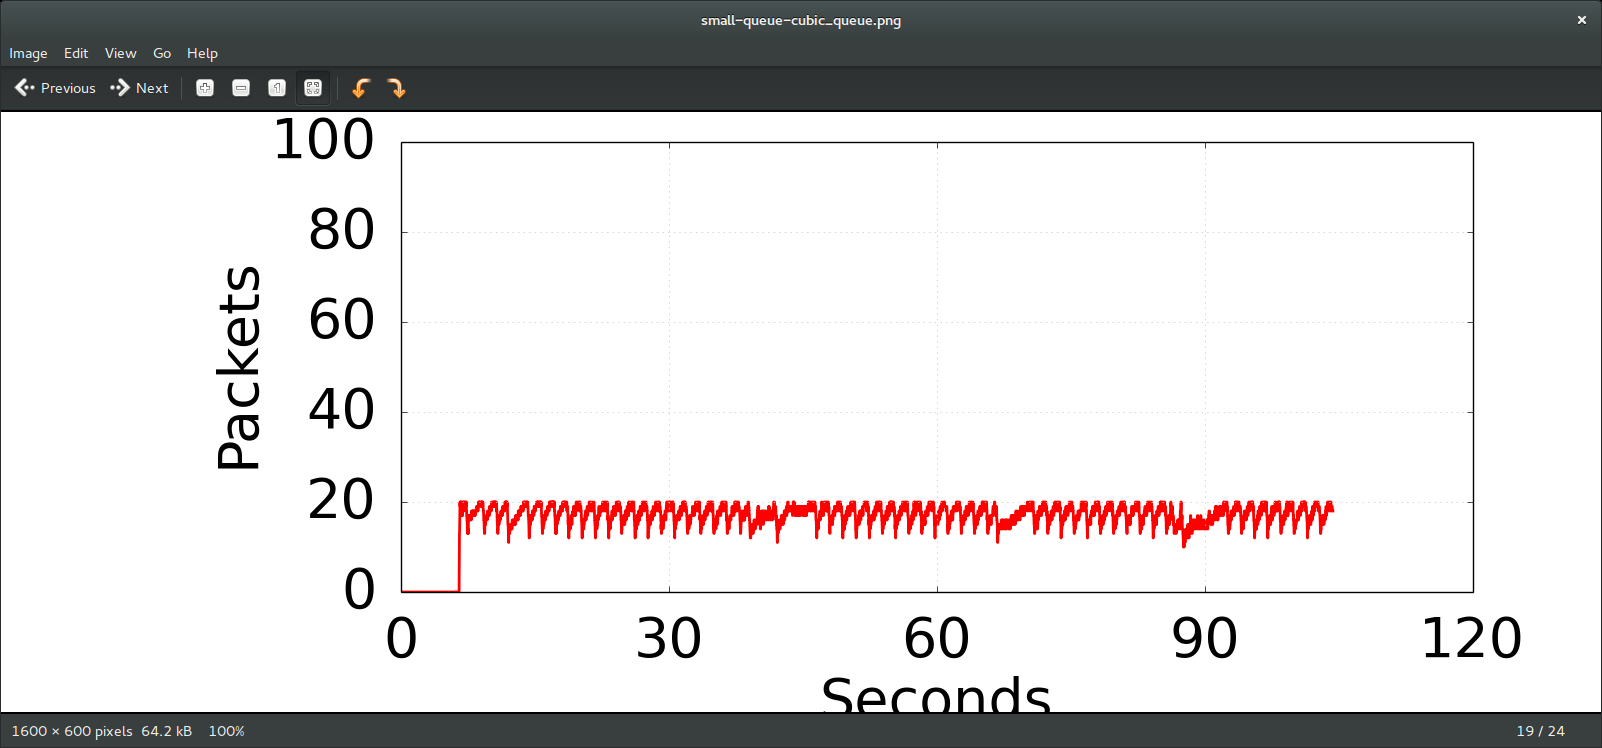 small-queue-cubic_queue.png
Image Edit View Go Help
Previous Next
100
80
60
40
20
0
Packets
0 30 60 90 120
Seconds
1600 × 600 pixels 64.2 kB 100% 19 / 24